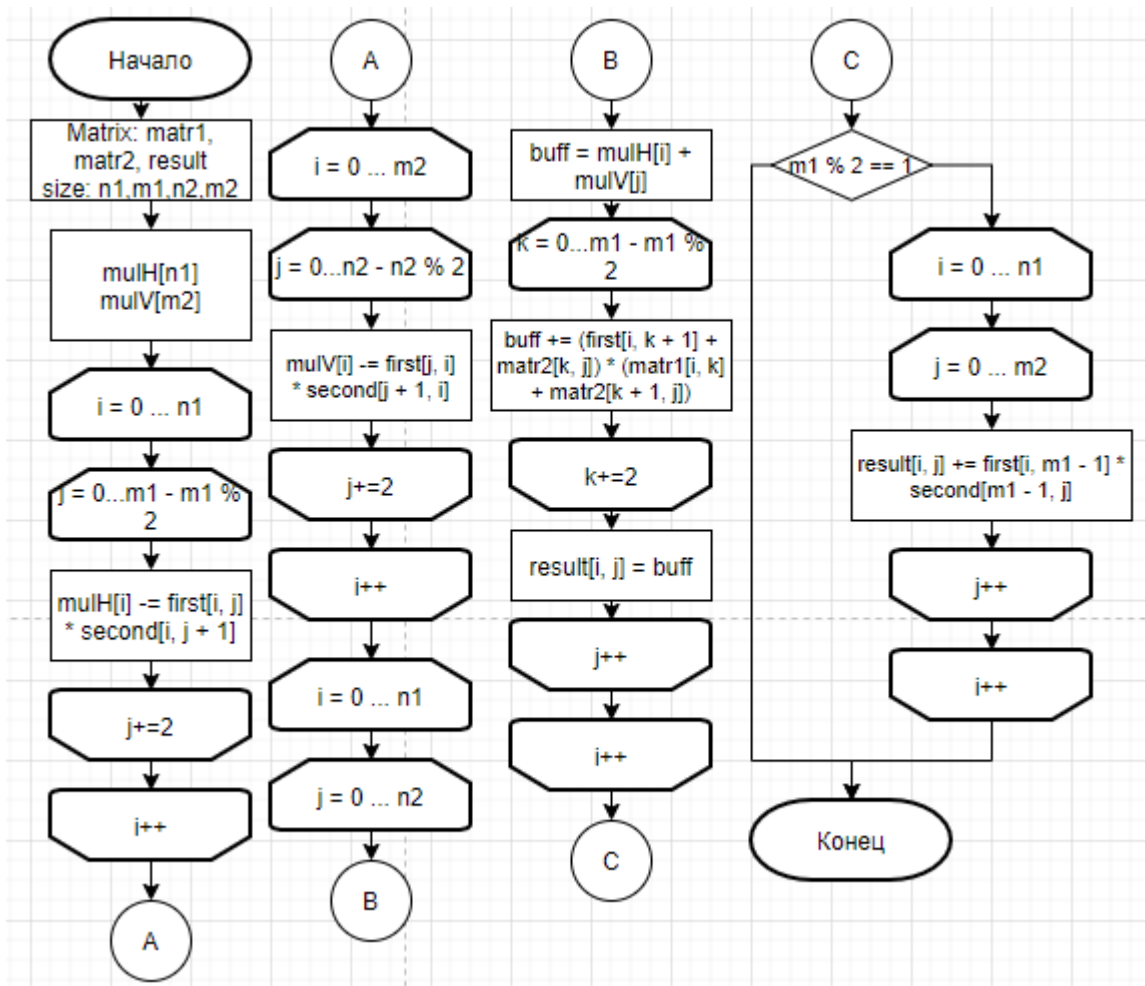 Начало
Matrix: matr1,
matr2, result
size: n1,m1,n2,m2
mulH[n1]
mulV[m2]
i = 0 ... n1
j = 0...m1 - m1 %
2
mulH[i] -= first[i, j]
* second[i, j + 1]
j+=2
i++
A
A
i = 0 ... m2
j = 0...n2 - n2 % 2
mulV[i] -= first[j, i]
* second[j + 1, i]
j+=2
i++
i = 0 ... n1
j = 0 ... n2
B
B
buff = mulH[i] +
mulV[j]
k = 0...m1 - m1 %
2
buff += (first[i, k + 1] +
matr2[k, j]) * (matr1[i, k]
+ matr2[k + 1, j])
k+=2
result[i, j] = buff
j++
i++
C
C
m1 % 2 == 1
i = 0 ... n1
j = 0 ... m2
result[i, j] += first[i, m1 - 1] *
second[m1 - 1, j]
j++
i++
Конец